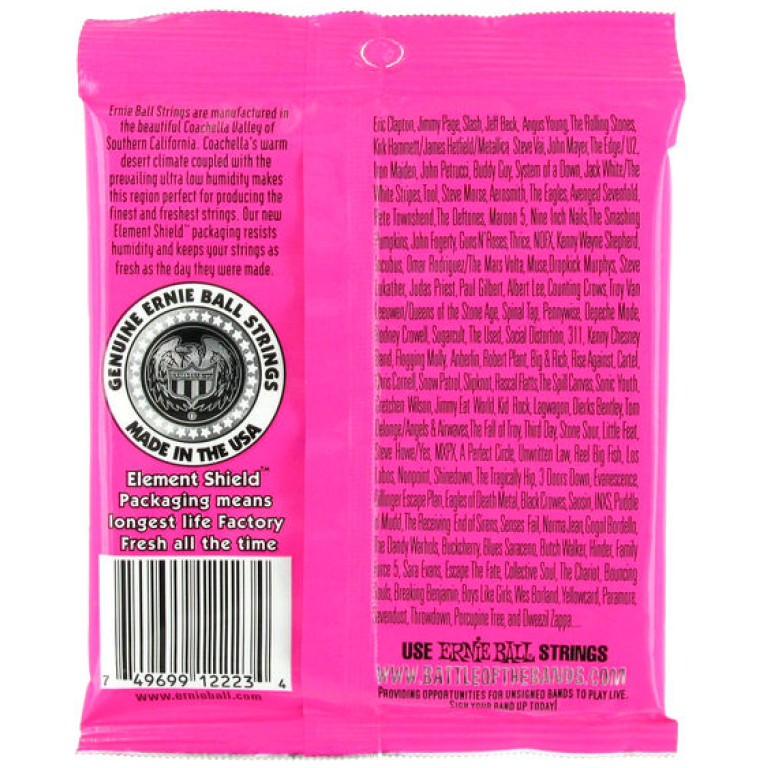 Ernie Ball Strings are manufactured in
the beautiful Coachella Valley of
Southern California. Coachella's warm
desert climate coupled with the
prevailing ultra low humidity makes
this region perfect for producing the
finest and freshest strings. Our new
Element Shield™ packaging resists
humidity and keeps your strings as
fresh as the day they were made.
GENUINE ERNIE BALL STRINGS
MADE IN THE USA
Element Shield™
Packaging means
longest life Factory
Fresh all the time
7 49699 12223 4
www.ernieball.com
Eric Clapton, Jimmy Page, Slash, Jeff Beck, Angus Young, The Rolling Stones,
Kirk Hammett/James Hetfield/Metallica, Steve Vai, John Mayer, The Edge/ U2,
Iron Maiden, John Petrucci, Buddy Guy, System of a Down, Jack White/The
White Stripes, Tool, Steve Morse, Aerosmith, The Eagles, Avenged Sevenfold,
Pete Townshend, The Deftones, Maroon 5, Nine Inch Nails, The Smashing
Pumpkins, John Fogerty, Guns N' Roses, Thrice, NOFX, Kenny Wayne Shepherd,
Incubus, Omar Rodriguez/The Mars Volta, Muse, Dropkick Murphys, Steve
Lukather, Judas Priest, Paul Gilbert, Albert Lee, Counting Crows, Troy Van
Leeuwen/Queens of the Stone Age, Spinal Tap, Pennywise, Depeche Mode,
Rodney Crowell, Sugarcult, The Used, Social Distortion, 311, Kenny Chesney
Band, Flogging Molly, Anberlin, Robert Plant, Big & Rich, Rise Against, Cartel,
Chris Cornell, Snow Patrol, Slipknot, Rascal Flatts, The Spill Canvas, Sonic Youth,
Gretchen Wilson, Jimmy Eat World, Kid Rock, Lagwagon, Dierks Bentley, Tom
Delonge/Angels & Airwaves, The Fall of Troy, Third Day, Stone Sour, Little Feat,
Steve Howe/Yes, MXPX, A Perfect Circle, Unwritten Law, Reel Big Fish, Los
Lobos, Nonpoint, Shinedown, The Tragically Hip, 3 Doors Down, Evanescence,
Dillinger Escape Plan, Eagles of Death Metal, Black Crowes, Saosin, INXS, Puddle
of Mudd, The Receiving End of Sirens, Senses Fail, Norma Jean, Gogol Bordello,
The Dandy Warhols, Buckcherry, Blues Saraceno, Butch Walker, Hinder, Family
Force 5, Sara Evans, Escape The Fate, Collective Soul, The Chariot, Bouncing
Souls, Breaking Benjamin, Boys Like Girls, Wes Borland, Yellowcard, Paramore,
Sevendust, Throwdown, Porcupine Tree, and Dweezil Zappa....
USE ERNIE BALL STRINGS
WWW.BATTLEOFTHEBANDS.COM
PROVIDING OPPORTUNITIES FOR UNSIGNED BANDS TO PLAY LIVE.
SIGN YOUR BAND UP TODAY!